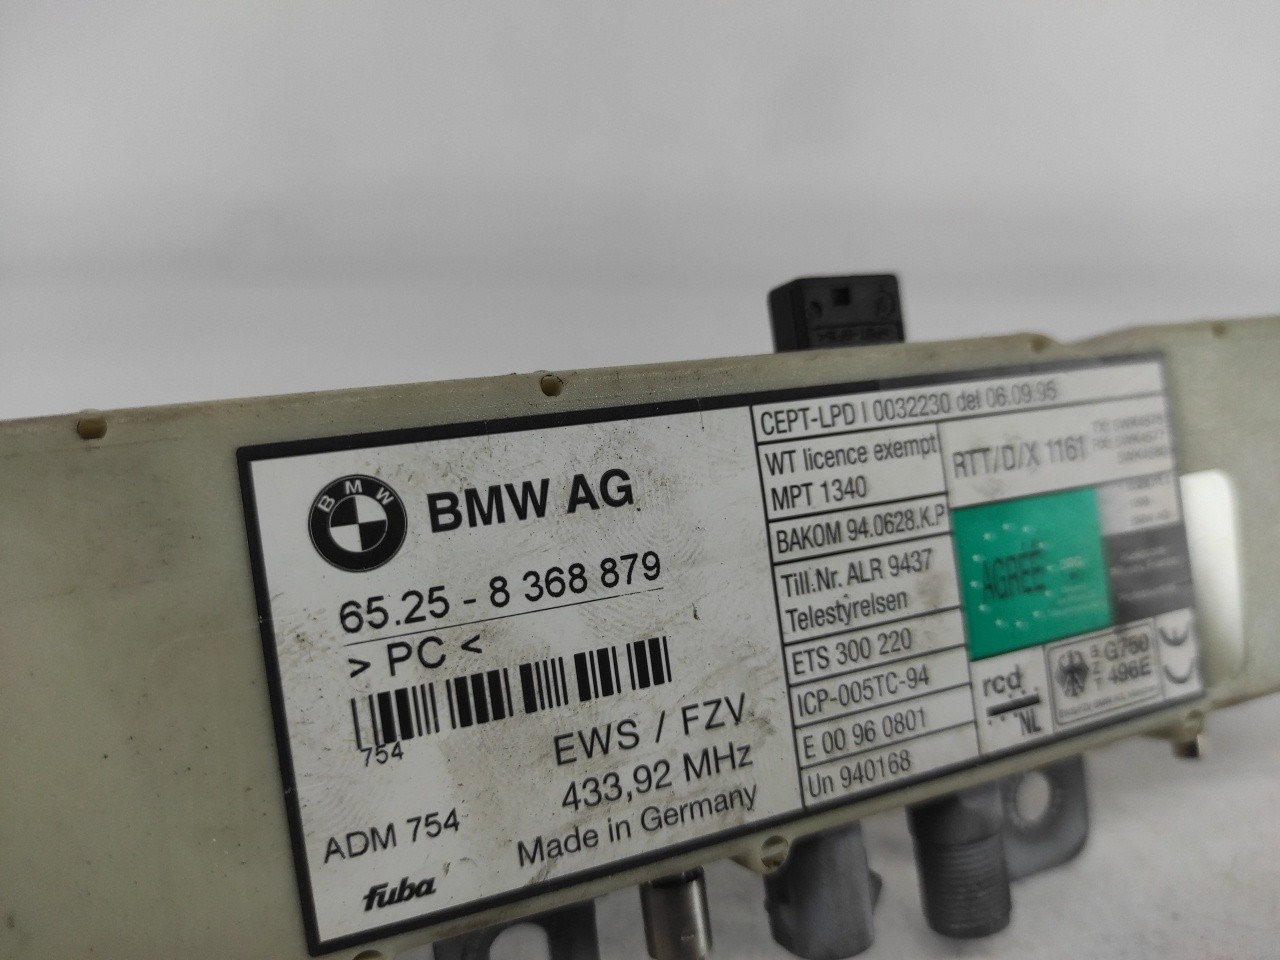 BMW
BMW AG
65.25 - 8 368 879
> PC <
754
EWS / FZV
433,92 MHz
ADM 754
Made in Germany
fuba
CEPT-LPD I 0032230 del 06.09.95
WT licence exempt
MPT 1340
BAKOM 94.0628.K.P
Till.Nr. ALR 9437
Telestyrelsen
ETS 300 220
ICP-005TC-94
E 00 96 0801
Un 940168
RTT/D/X 1161
AGRÉÉ
rcd
NL
BZT
G750
496E